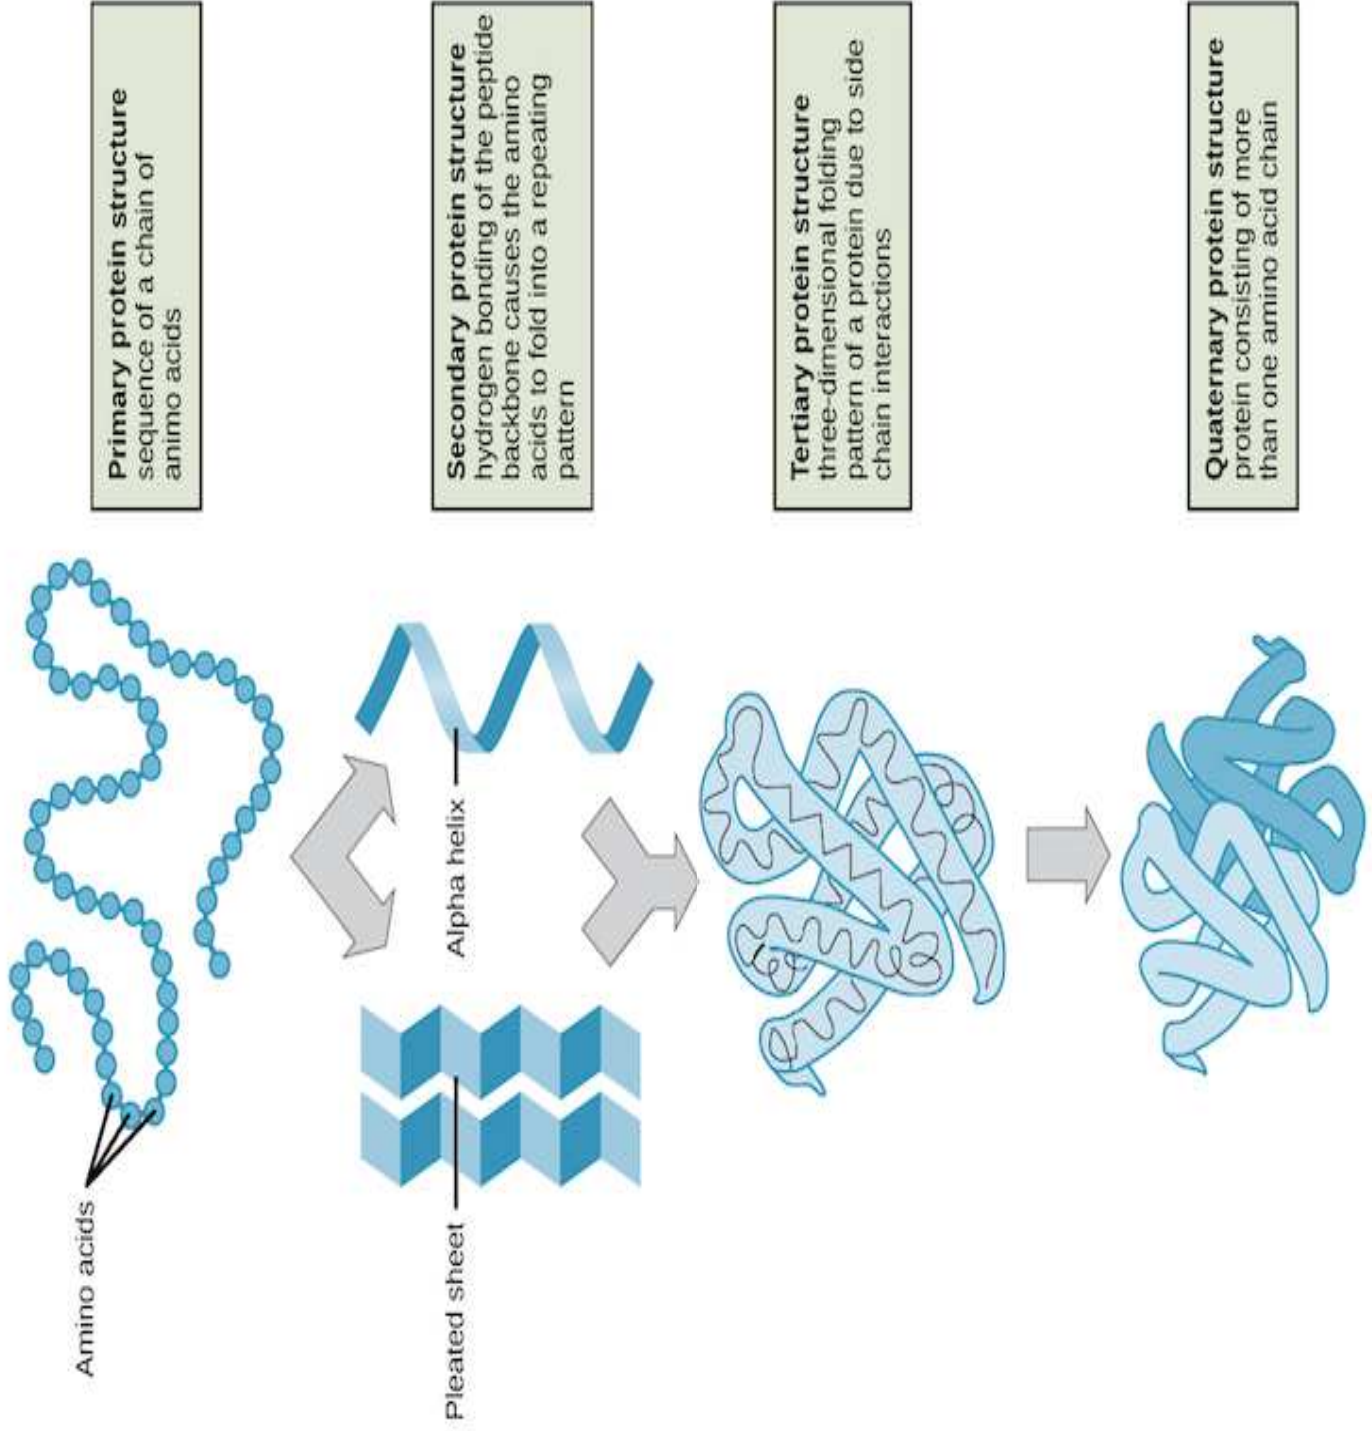 Amino acids
Primary protein structure
sequence of a chain of
animo acids
Pleated sheet
Alpha helix
Secondary protein structure
hydrogen bonding of the peptide
backbone causes the amino
acids to fold into a repeating
pattern
Tertiary protein structure
three-dimensional folding
pattern of a protein due to side
chain interactions
Quaternary protein structure
protein consisting of more
than one amino acid chain